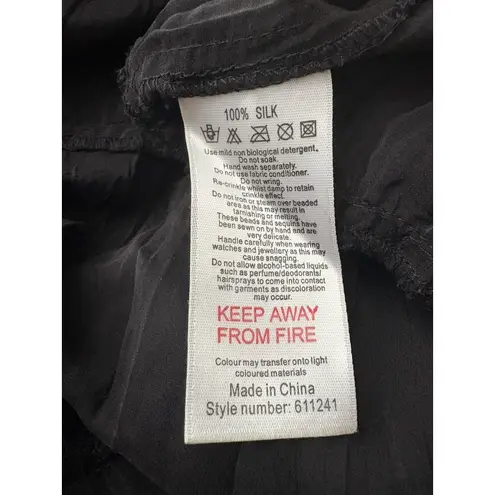 100% SILK
Use mild non biological detergent.
Do not soak.
Hand wash separately.
Do not use fabric conditioner.
Do not wring.
Re-crinkle whilst damp to retain
crinkle effect.
Do not iron or steam over beaded
area as this may result in
tarnishing or melting.
These beads and sequins have
been sewn on by hand and are
very delicate.
Handle carefully when wearing
watches and jewellery as this may
cause snagging.
Do not allow alcohol-based liquids
such as perfume/deodorants/
hairsprays to come into contact
with garments as discoloration
may occur.
KEEP AWAY
FROM FIRE
Colour may transfer onto light
coloured materials
Made in China
Style number: 611241